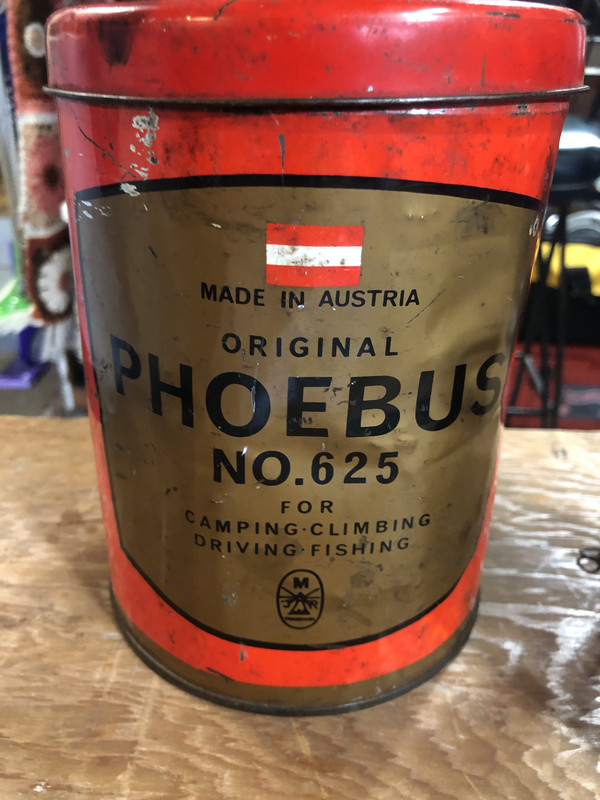 MADE IN AUSTRIA
ORIGINAL
PHOEBUS
NO.625
FOR
CAMPING·CLIMBING
DRIVING·FISHING
M
J R